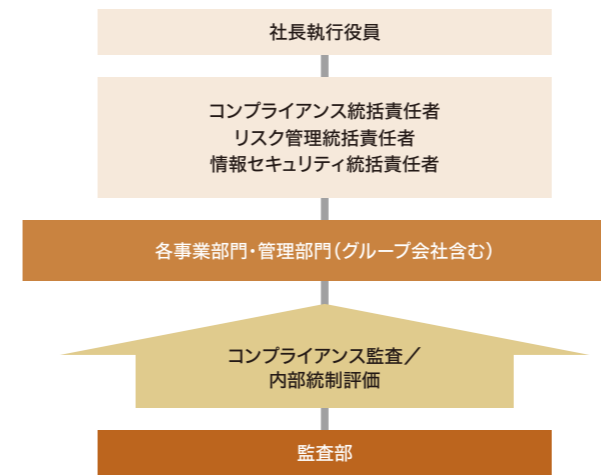 社長執行役員
コンプライアンス統括責任者
リスク管理統括責任者
情報セキュリティ統括責任者
各事業部門・管理部門(グループ会社含む)
コンプライアンス監査／
内部統制評価
監査部